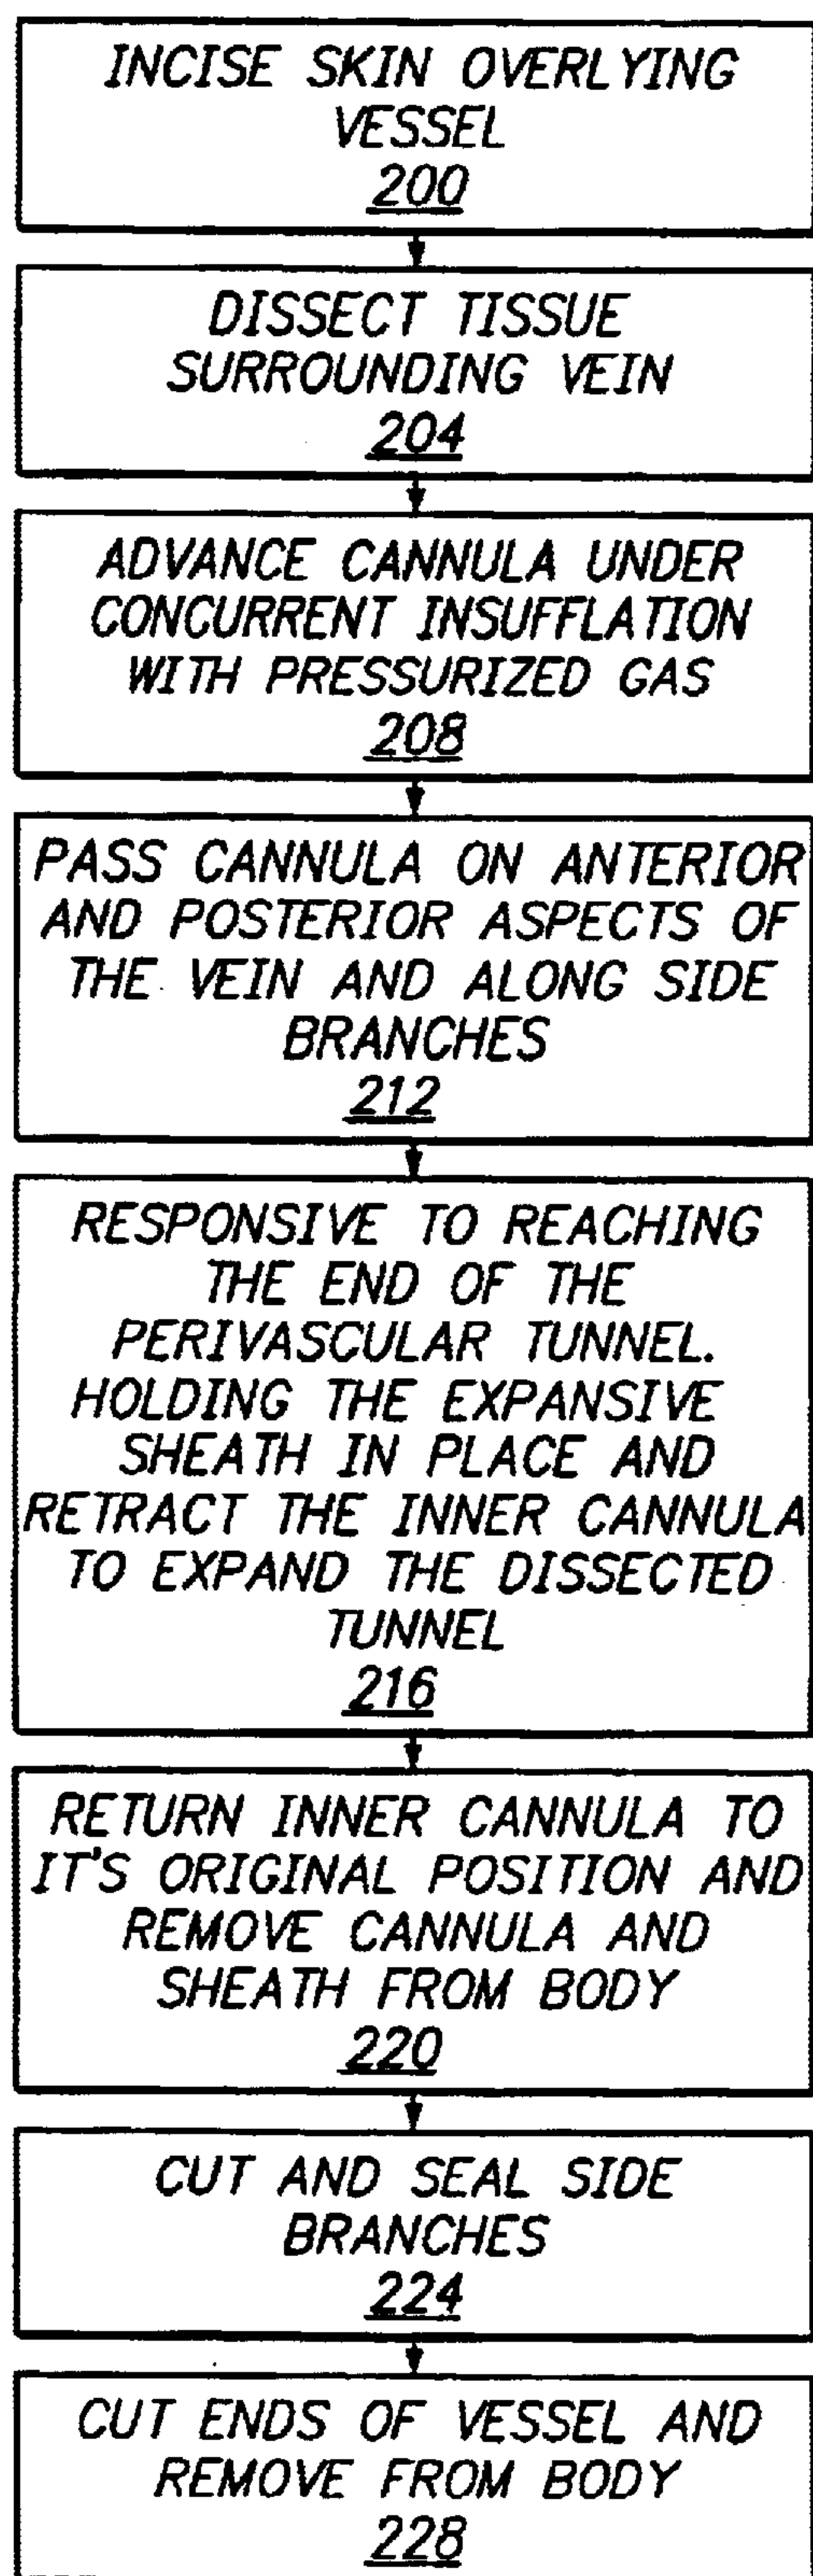 INCISE SKIN OVERLYING
VESSEL
200
DISSECT TISSUE
SURROUNDING VEIN
204
ADVANCE CANNULA UNDER
CONCURRENT INSUFFLATION
WITH PRESSURIZED GAS
208
PASS CANNULA ON ANTERIOR
AND POSTERIOR ASPECTS OF
THE VEIN AND ALONG SIDE
BRANCHES
212
RESPONSIVE TO REACHING
THE END OF THE
PERIVASCULAR TUNNEL.
HOLDING THE EXPANSIVE
SHEATH IN PLACE AND
RETRACT THE INNER CANNULA
TO EXPAND THE DISSECTED
TUNNEL
216
RETURN INNER CANNULA TO
IT'S ORIGINAL POSITION AND
REMOVE CANNULA AND
SHEATH FROM BODY
220
CUT AND SEAL SIDE
BRANCHES
224
CUT ENDS OF VESSEL AND
REMOVE FROM BODY
228